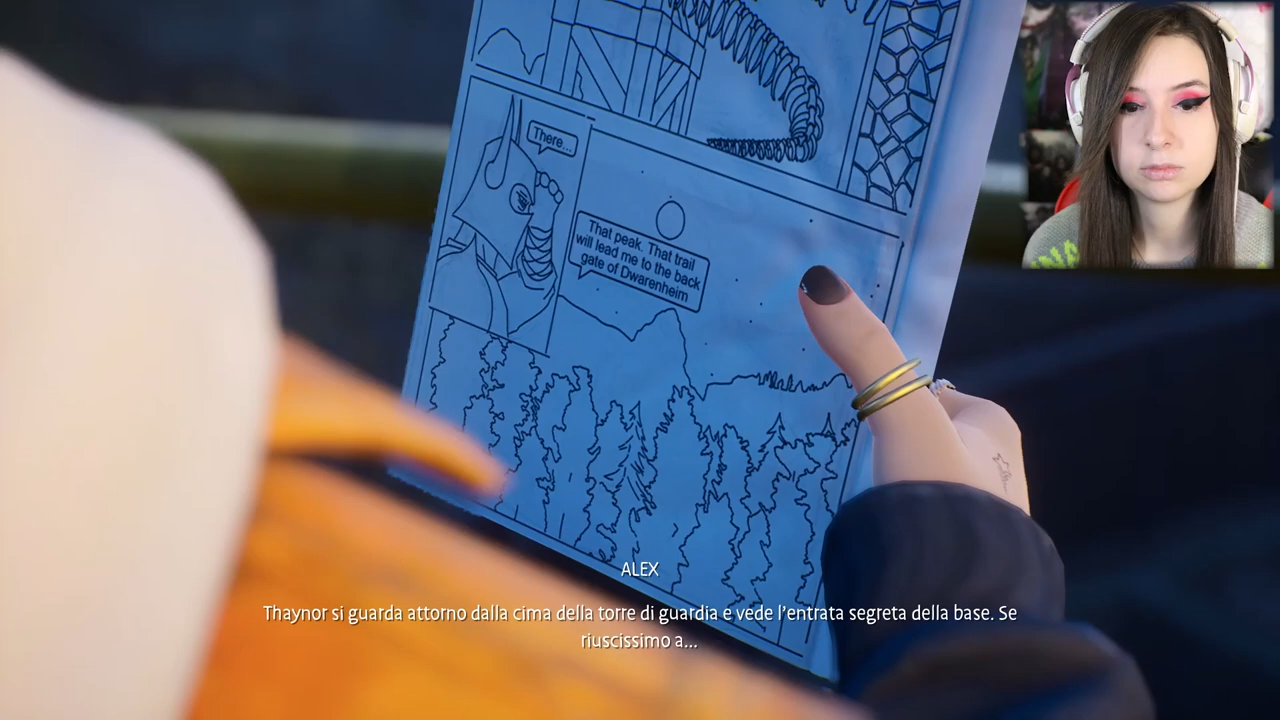 There...
That peak. That trail
will lead me to the back
gate of Dwarenheim
ALEX
Thaynor si guarda attorno dalla cima della torre di guardia e vede l'entrata segreta della base. Se
riuscissimo a...